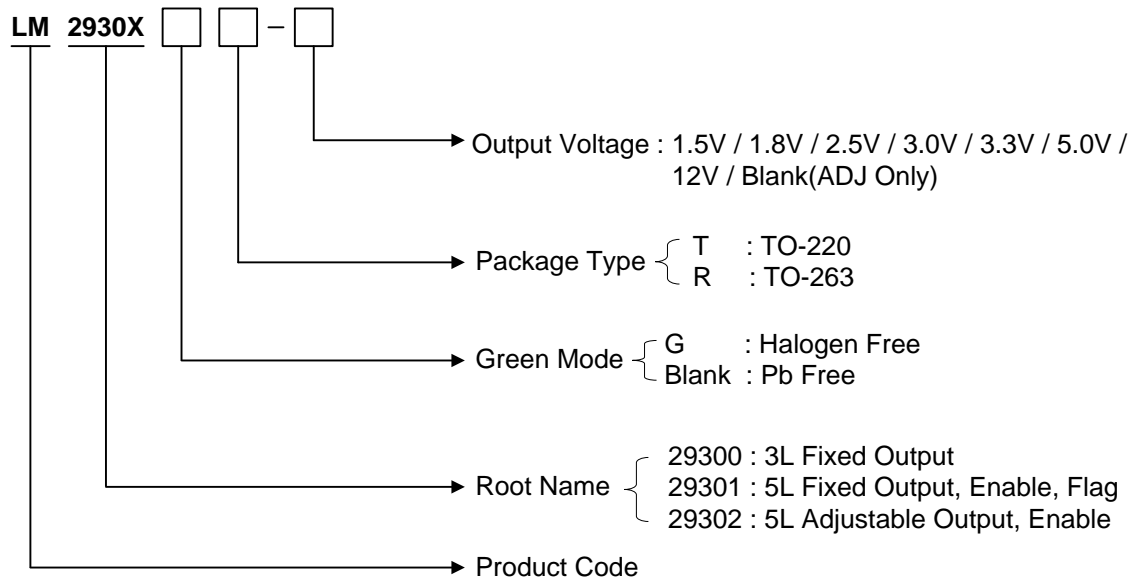 LM 2930X –
Output Voltage : 1.5V / 1.8V / 2.5V / 3.0V / 3.3V / 5.0V /
12V / Blank(ADJ Only)
Package Type
T : TO-220
R : TO-263
Green Mode
G : Halogen Free
Blank : Pb Free
Root Name
29300 : 3L Fixed Output
29301 : 5L Fixed Output, Enable, Flag
29302 : 5L Adjustable Output, Enable
Product Code